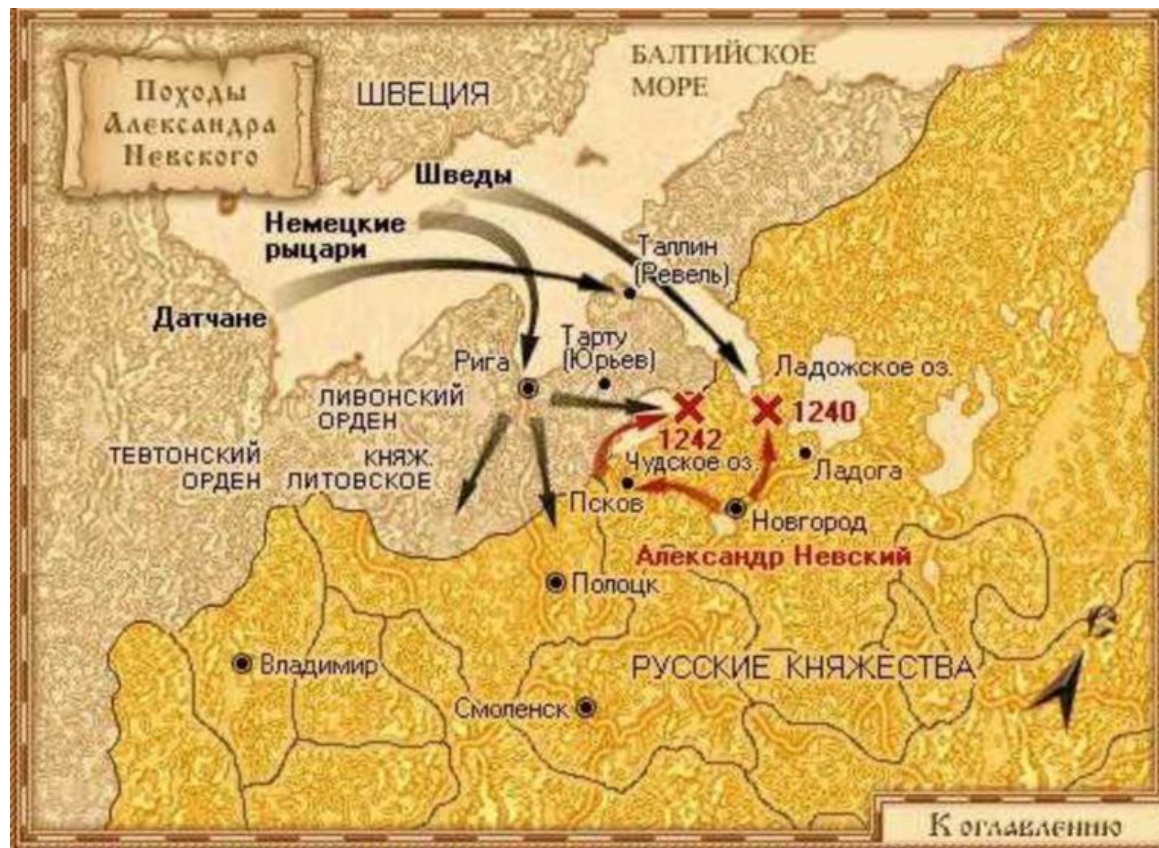 Походы
Александра
Невского
ШВЕЦИЯ
БАЛТИЙСКОЕ
МОРЕ
Шведы
Немецкие
рыцари
Датчане
Таллин
(Ревель)
Тарту
(Юрьев)
Рига
Ладожское оз.
ЛИВОНСКИЙ
ОРДЕН
1240
1242
ТЕВТОНСКИЙ
ОРДЕН
КНЯЖ.
ЛИТОВСКОЕ
Чудское оз.
Ладога
Псков
Новгород
Александр Невский
Полоцк
Владимир
РУССКИЕ КНЯЖЕСТВА
Смоленск
К оглавлению